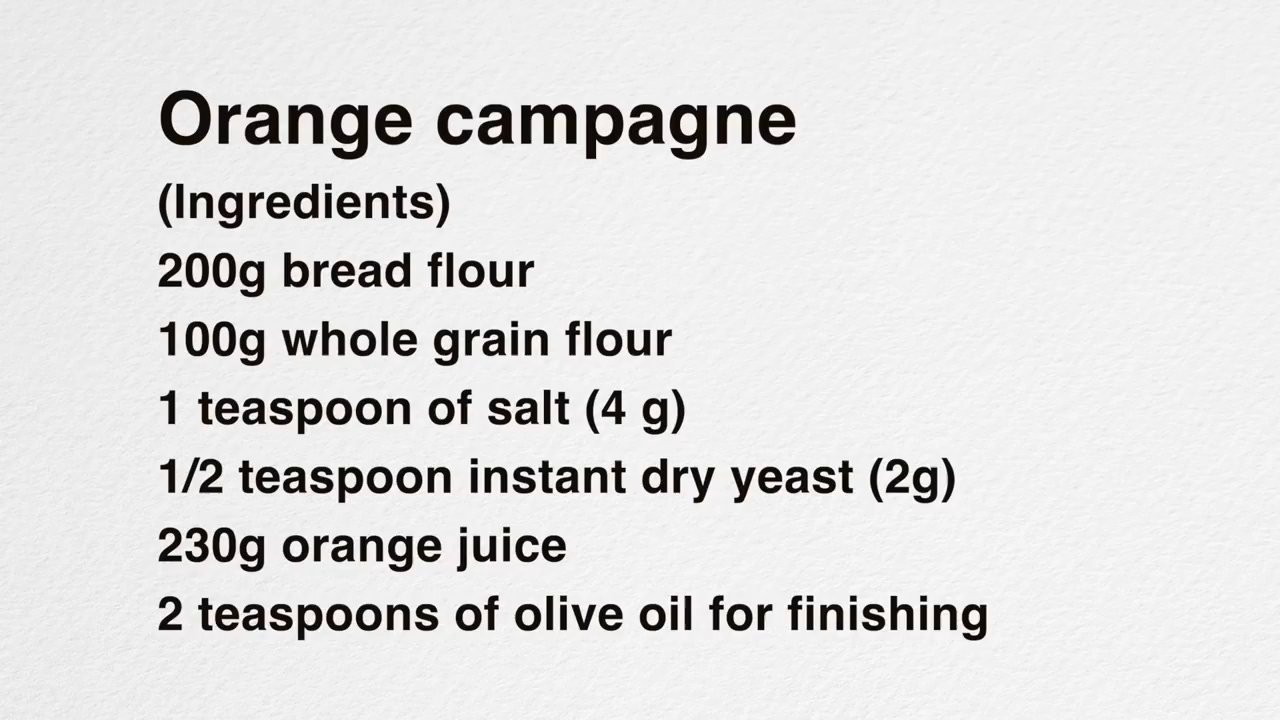 Orange campagne
(Ingredients)
200g bread flour
100g whole grain flour
1 teaspoon of salt (4 g)
1/2 teaspoon instant dry yeast (2g)
230g orange juice
2 teaspoons of olive oil for finishing